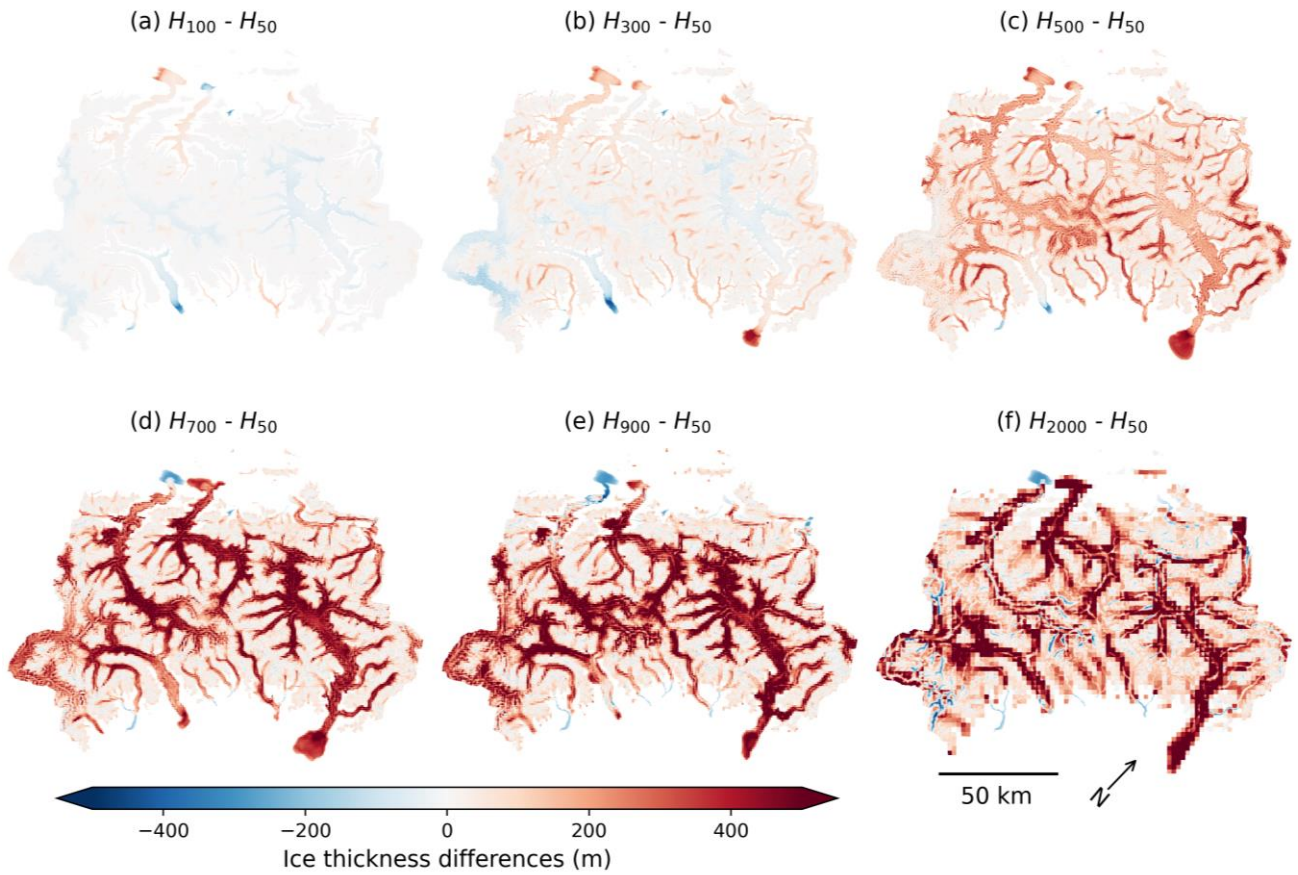 (a) H₁₀₀ - H₅₀
(b) H₃₀₀ - H₅₀
(c) H₅₀₀ - H₅₀
(d) H₇₀₀ - H₅₀
(e) H₉₀₀ - H₅₀
(f) H₂₀₀₀ - H₅₀
50 km
N
−400
−200
0
200
400
Ice thickness differences (m)